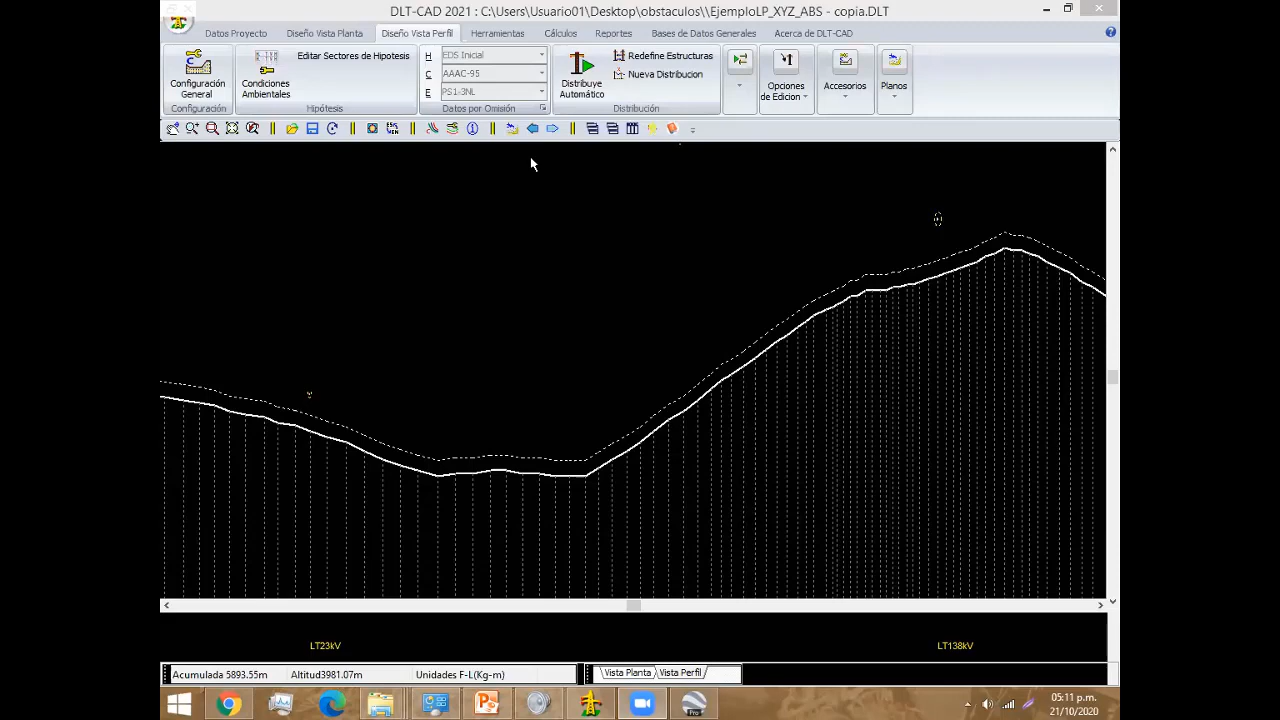 DLT-CAD 2021 : C:\Users\Usuario01\Desktop\obstaculos\\EjemploLP_XYZ_ABS - copia.DLT
Datos Proyecto Diseño Vista Planta Diseño Vista Perfil Herramientas Cálculos Reportes Bases de Datos Generales Acerca de DLT-CAD
Configuración General
Configuración
Condiciones Ambientales
Editar Sectores de Hipotesis
Hipótesis
H EDS Inicial
C AAAC-95
E PS1-3NL
Datos por Omisión
Distribuye Automático
Redefine Estructuras
Nueva Distribucion
Distribución
Opciones de Edicion
Accesorios
Planos
LT23kV LT138kV
Acumulada 5893.55m Altitud3981.07m Unidades F-L(Kg-m) Vista Planta Vista Perfil
Pro
05:11 p.m.
21/10/2020